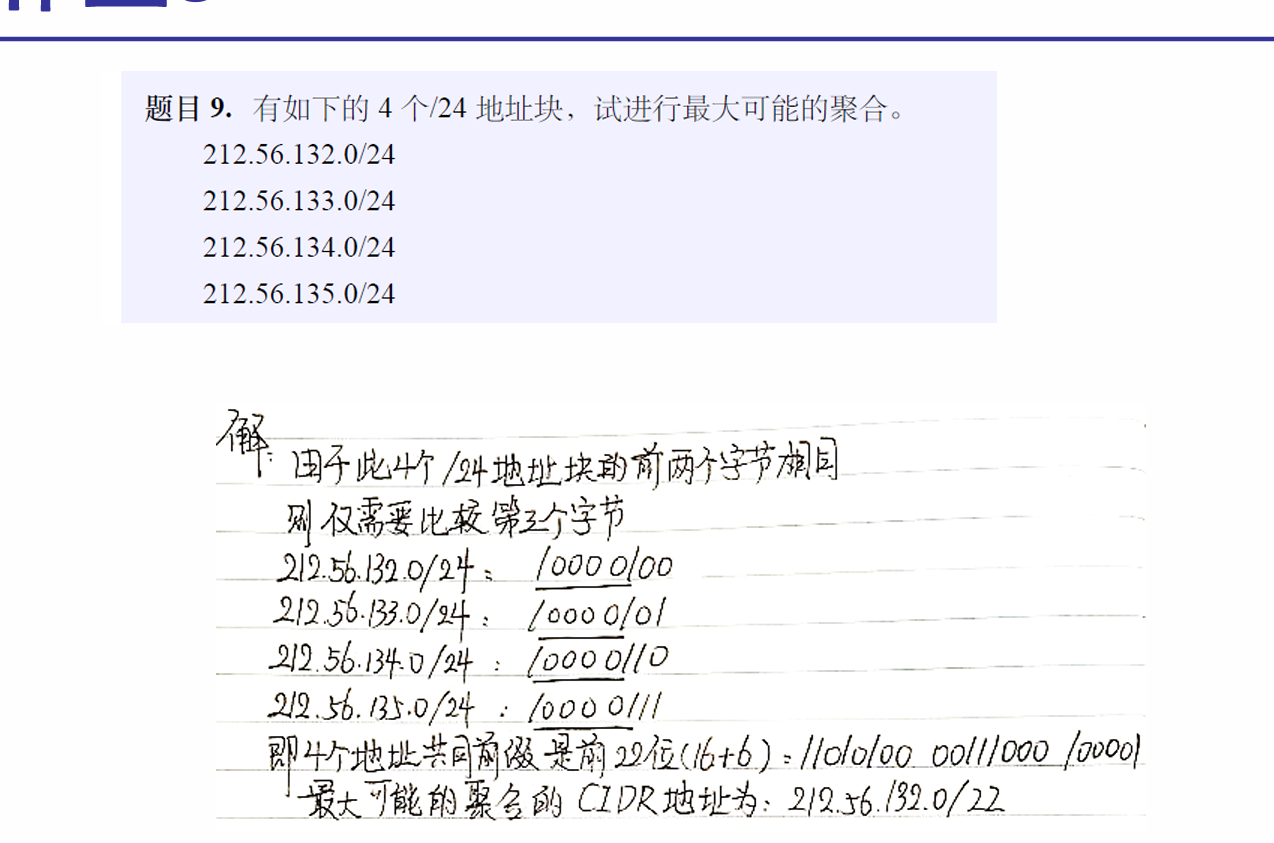 题目 9. 有如下的 4 个/24 地址块，试进行最大可能的聚合。
212.56.132.0/24
212.56.133.0/24
212.56.134.0/24
212.56.135.0/24
解:
由于此4个/24地址块的前两个字节相同
则仅需要比较第三个字节
212.56.132.0/24: 10000100
212.56.133.0/24: 10000101
212.56.134.0/24: 10000110
212.56.135.0/24: 10000111
即4个地址共同前缀是前22位(16+6): 11010100 00111000 100001
最大可能的聚合的CIDR地址为: 212.56.132.0/22